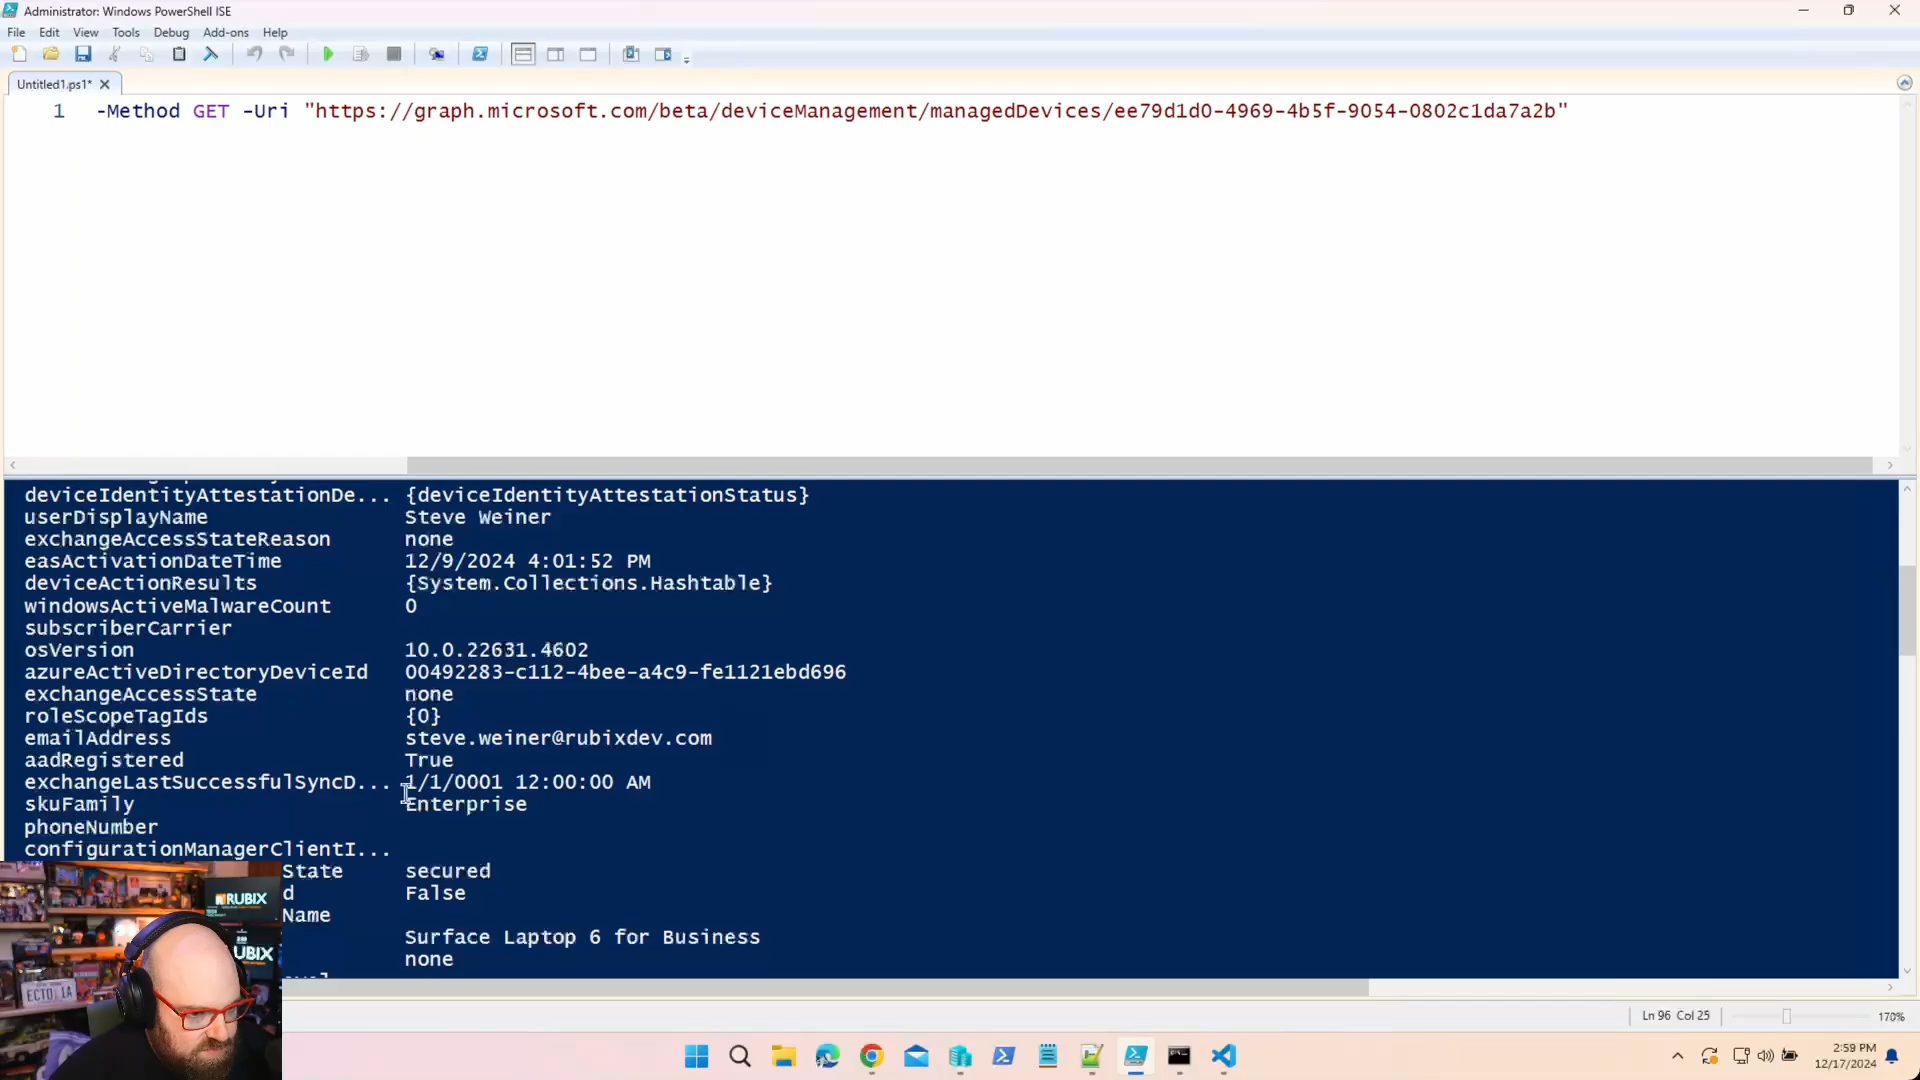 Administrator: Windows PowerShell ISE
File Edit View Tools Debug Add-ons Help
Untitled1.ps1*
1 -Method GET -Uri "https://graph.microsoft.com/beta/deviceManagement/managedDevices/ee79d1d0-4969-4b5f-9054-0802c1da7a2b"
deviceIdentityAttestationDe... {deviceIdentityAttestationStatus}
userDisplayName Steve Weiner
exchangeAccessStateReason none
easActivationDateTime 12/9/2024 4:01:52 PM
deviceActionResults {System.Collections.Hashtable}
windowsActiveMalwareCount 0
subscriberCarrier
osVersion 10.0.22631.4602
azureActiveDirectoryDeviceId 00492283-c112-4bee-a4c9-fe1121ebd696
exchangeAccessState none
roleScopeTagIds {0}
emailAddress steve.weiner@rubixdev.com
aadRegistered True
exchangeLastSuccessfulSyncD... 1/1/0001 12:00:00 AM
skuFamily Enterprise
phoneNumber
configurationManagerClientI...
State secured
d False
Name
Surface Laptop 6 for Business
none
RUBIX
UBIX
ECTO LA
Ln 96 Col 25
170%
2:59 PM
12/17/2024